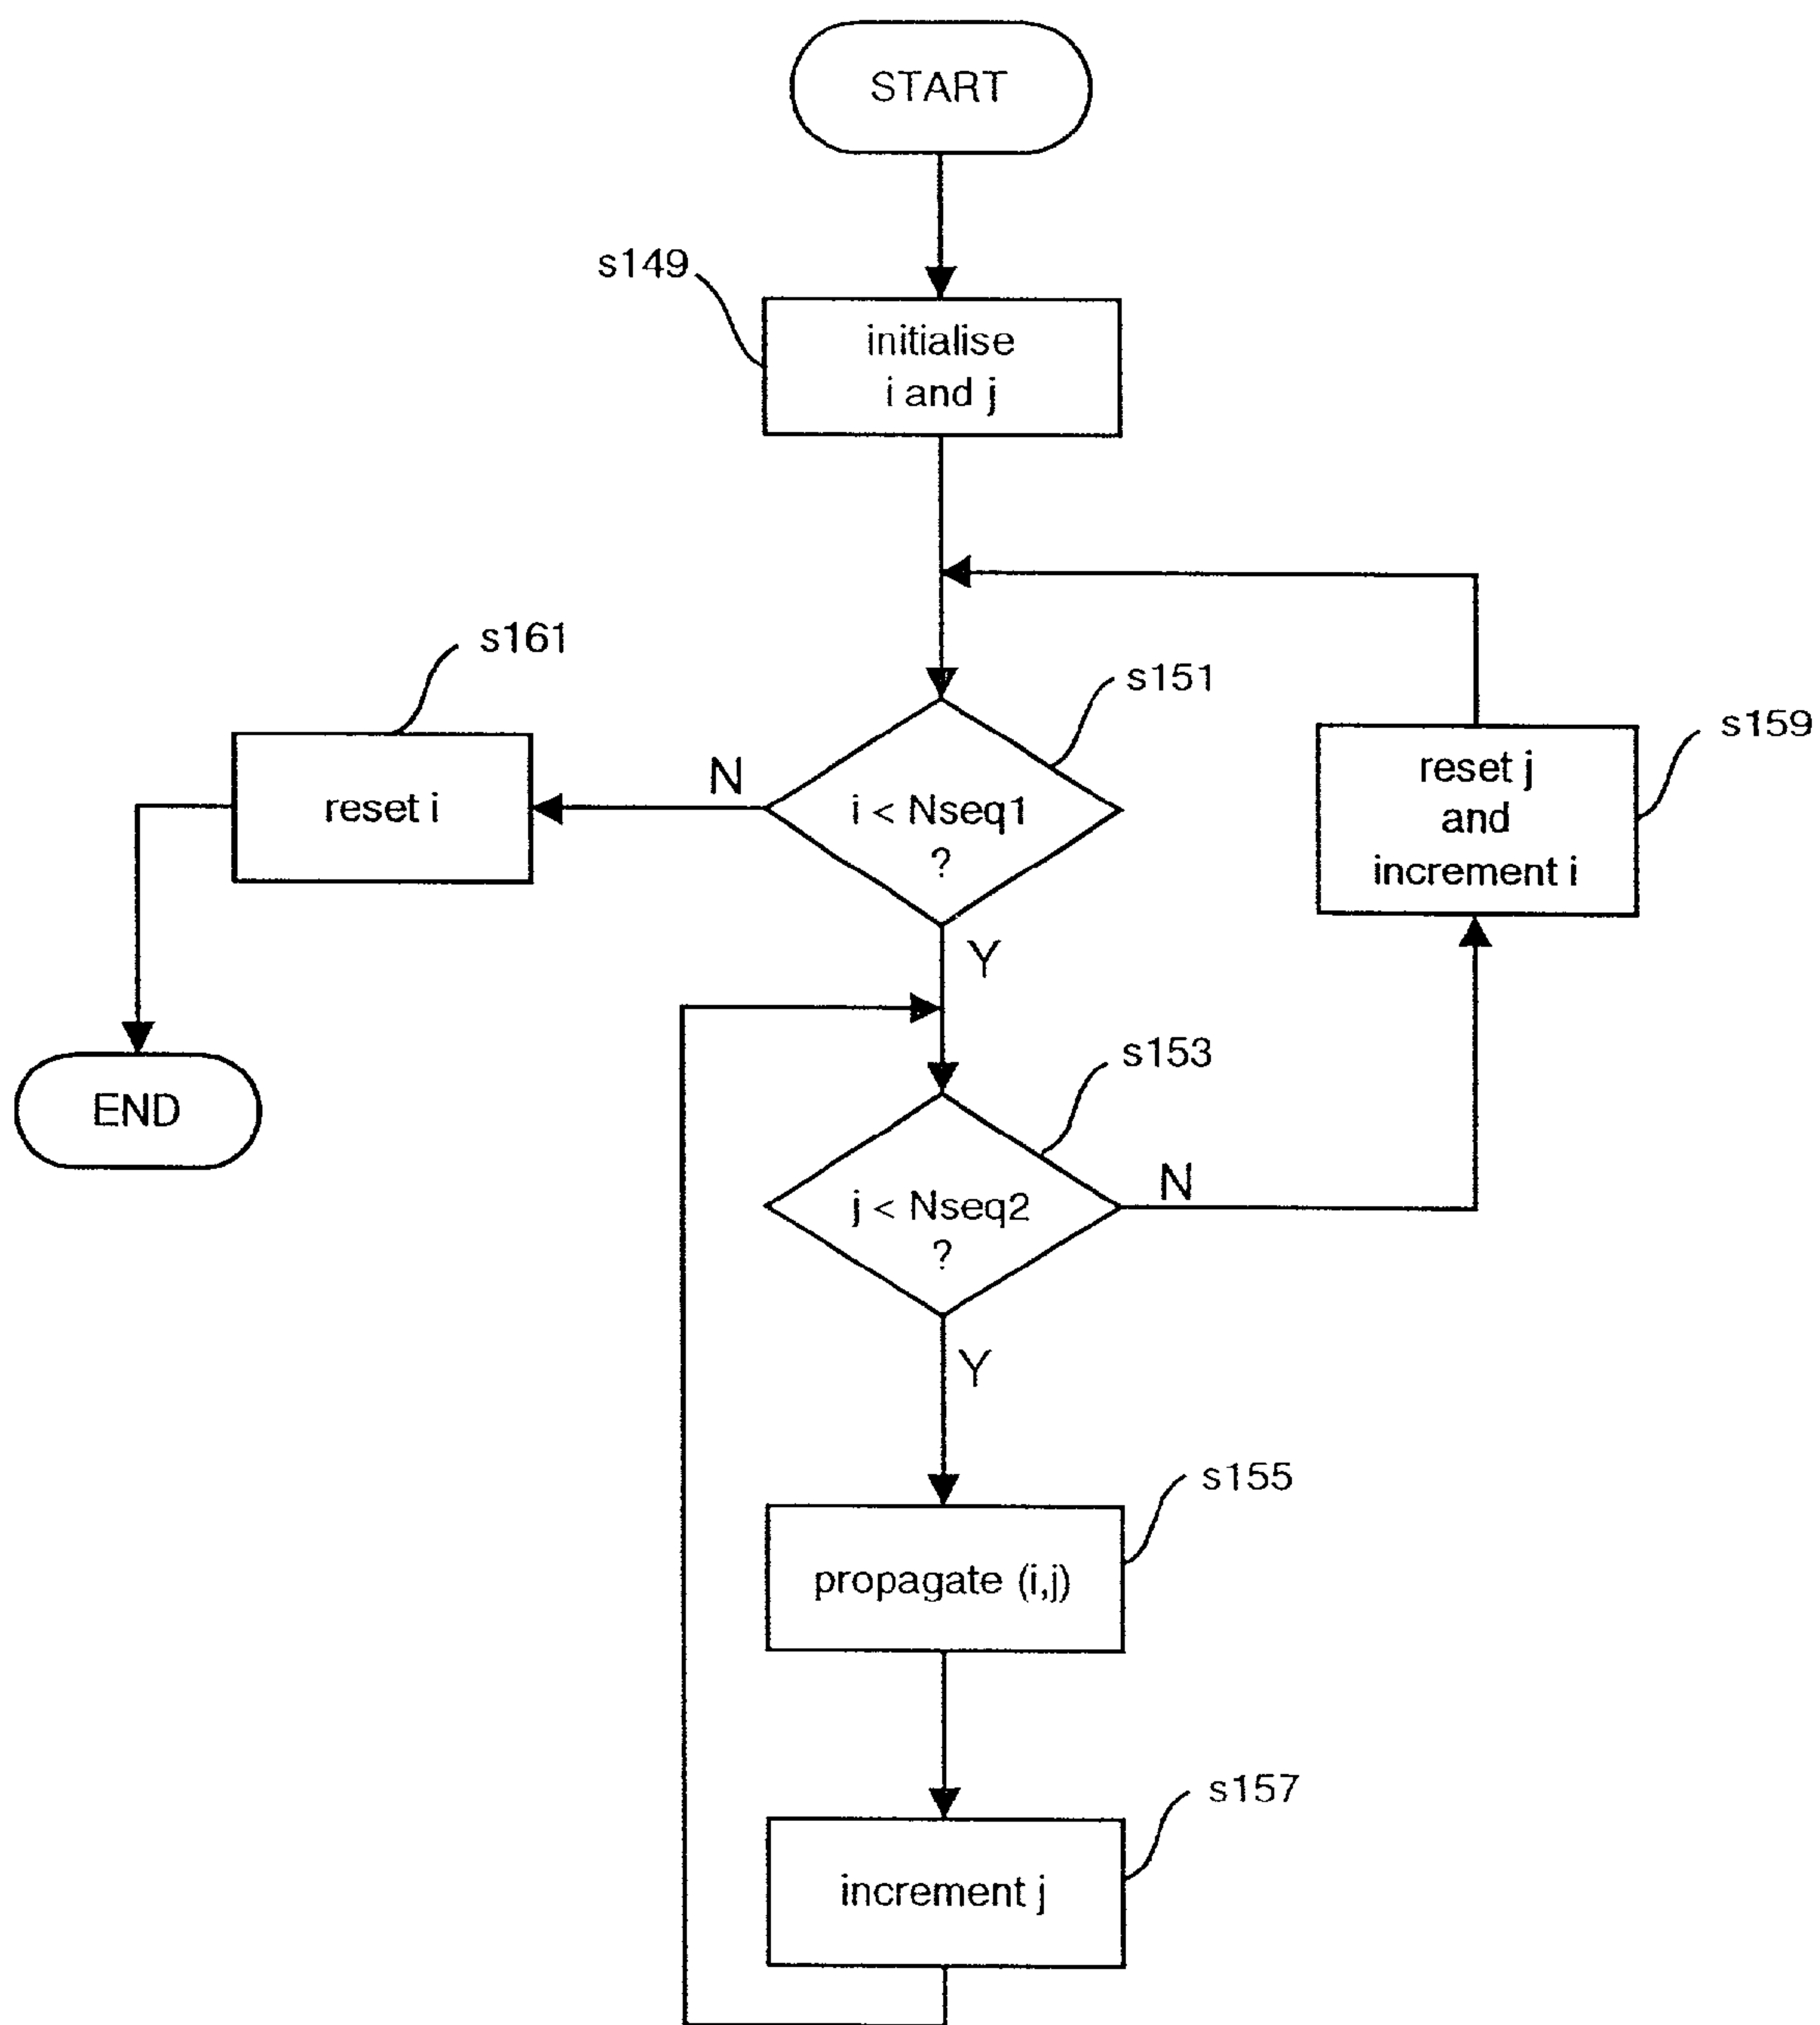 START
s149
initialise
i and j
s161
s151
s159
reset i
N
i < Nseq1
?
reset j
and
increment i
Y
END
s153
j < Nseq2
?
N
Y
s155
propagate (i,j)
s157
increment j